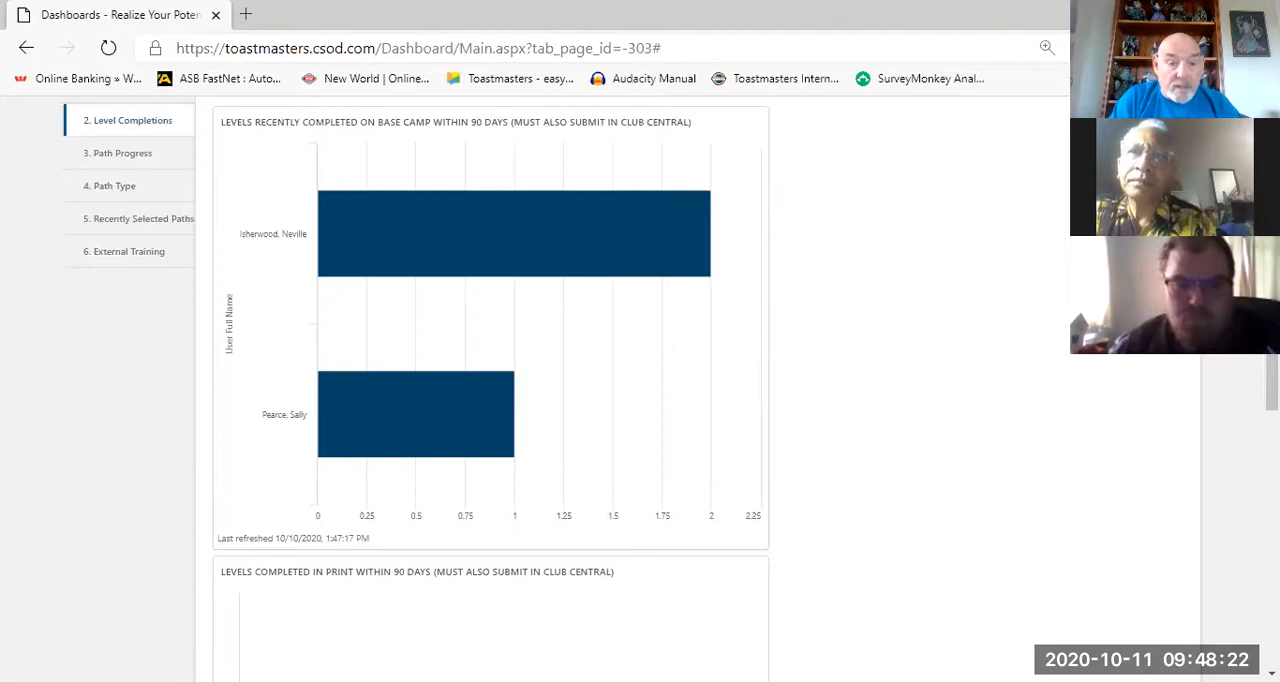 Dashboards - Realize Your Poten
https://toastmasters.csod.com/Dashboard/Main.aspx?tab_page_id=-303#
Online Banking » W... ASB FastNet : Auto... New World | Online... Toastmasters - easy... Audacity Manual Toastmasters Intern... SurveyMonkey Anal...
2. Level Completions
3. Path Progress
4. Path Type
5. Recently Selected Paths
6. External Training
LEVELS RECENTLY COMPLETED ON BASE CAMP WITHIN 90 DAYS (MUST ALSO SUBMIT IN CLUB CENTRAL)
Isherwood, Neville
User Full Name
Pearce, Sally
0 0.25 0.5 0.75 1 1.25 1.5 1.75 2 2.25
Last refreshed 10/10/2020, 1:47:17 PM
LEVELS COMPLETED IN PRINT WITHIN 90 DAYS (MUST ALSO SUBMIT IN CLUB CENTRAL)
2020-10-11 09:48:22